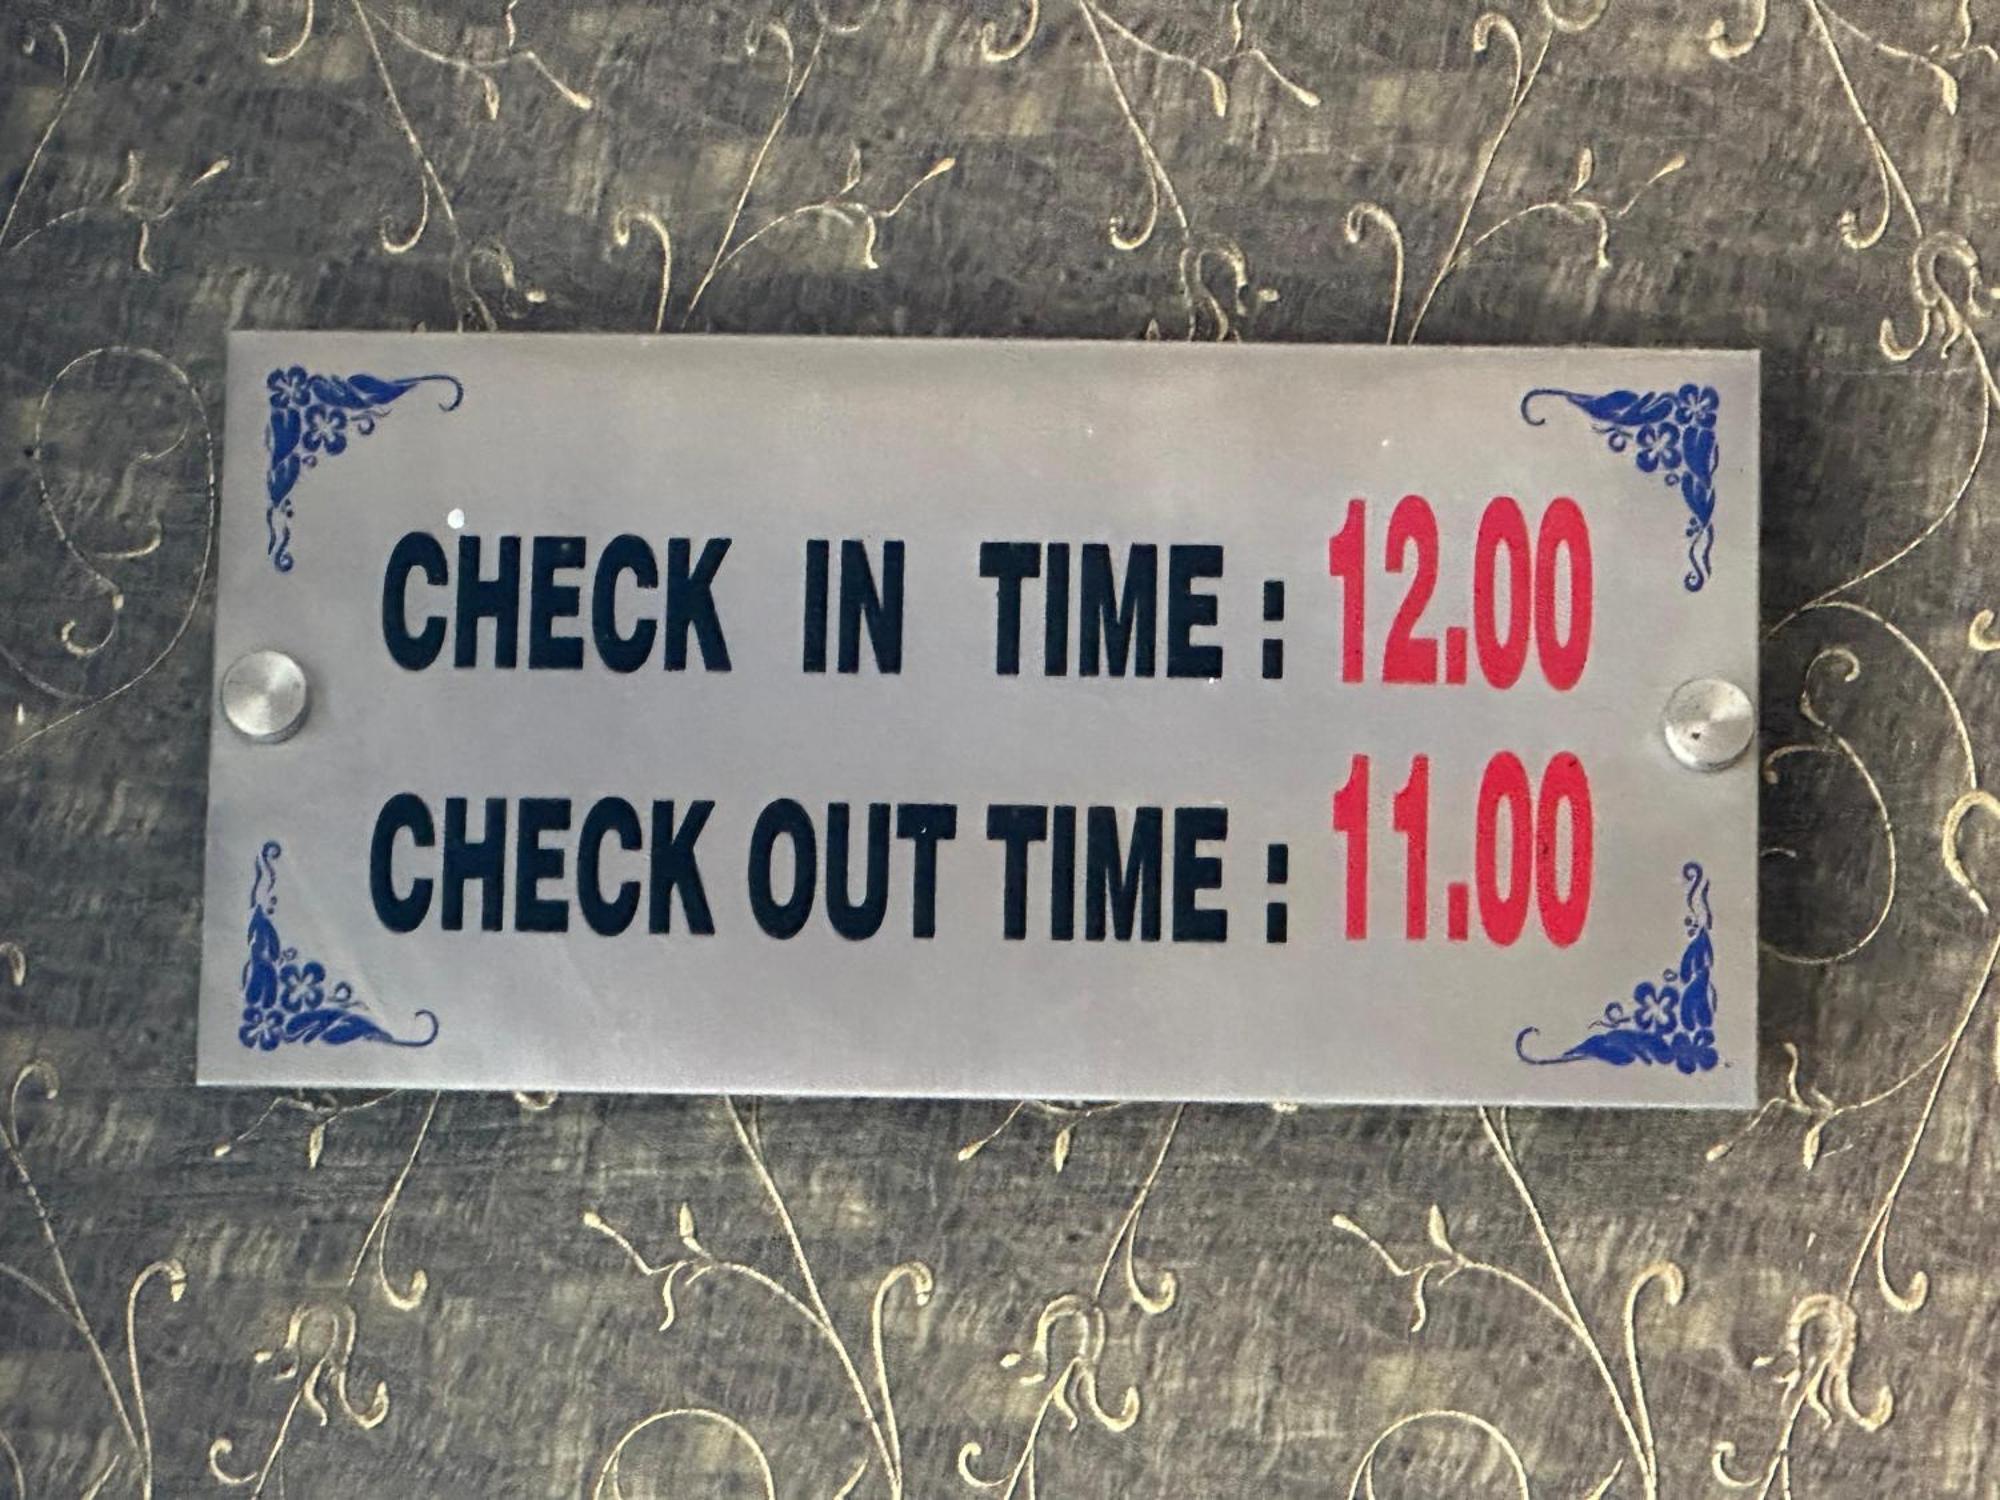 CHECK IN TIME : 12.00
CHECK OUT TIME : 11.00